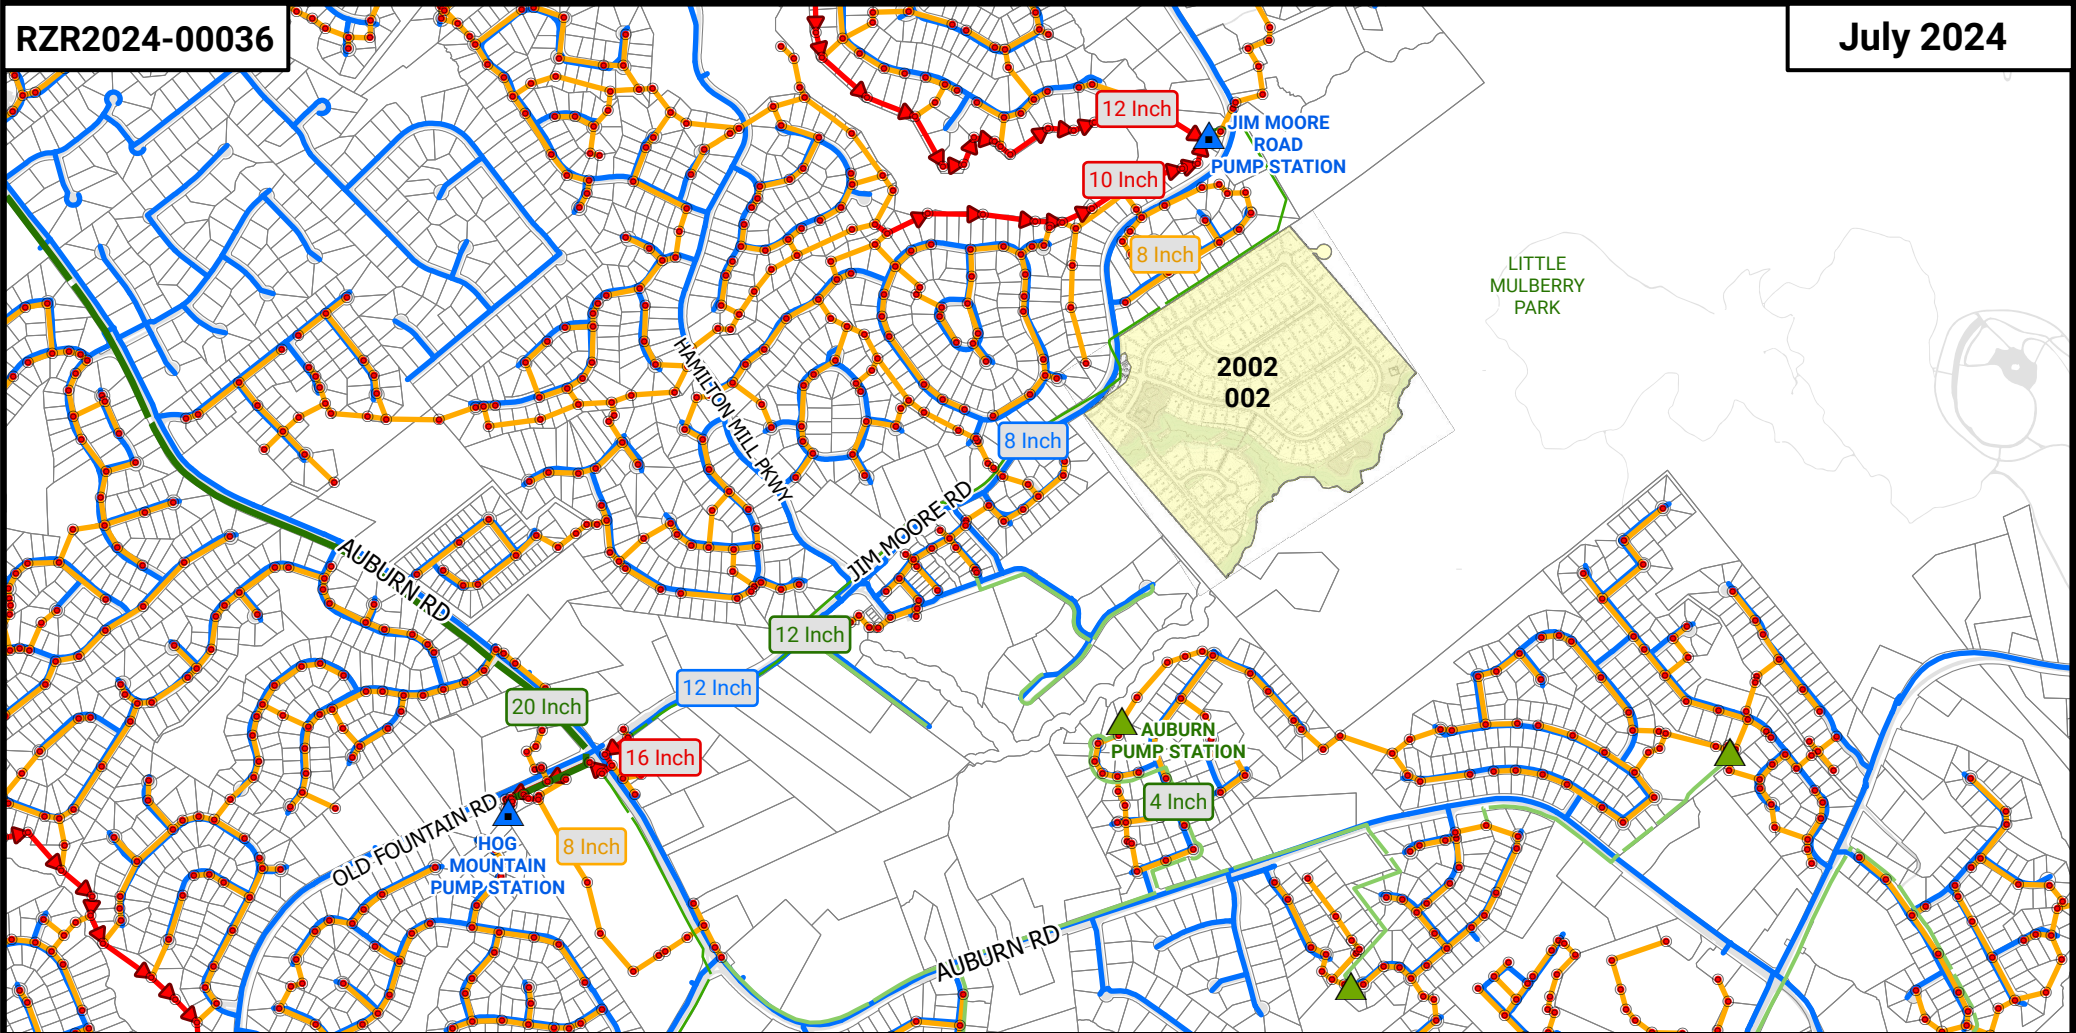 RZR2024-00036
July 2024
12 Inch
JIM MOORE
ROAD
PUMP STATION
10 Inch
8 Inch
LITTLE
MULBERRY
PARK
2002
002
HAMILTON MILL PKWY
8 Inch
JIM MOORE RD
AUBURN RD
12 Inch
12 Inch
20 Inch
16 Inch
AUBURN
PUMP STATION
4 Inch
OLD FOUNTAIN RD
HOG
MOUNTAIN
PUMP STATION
8 Inch
AUBURN RD